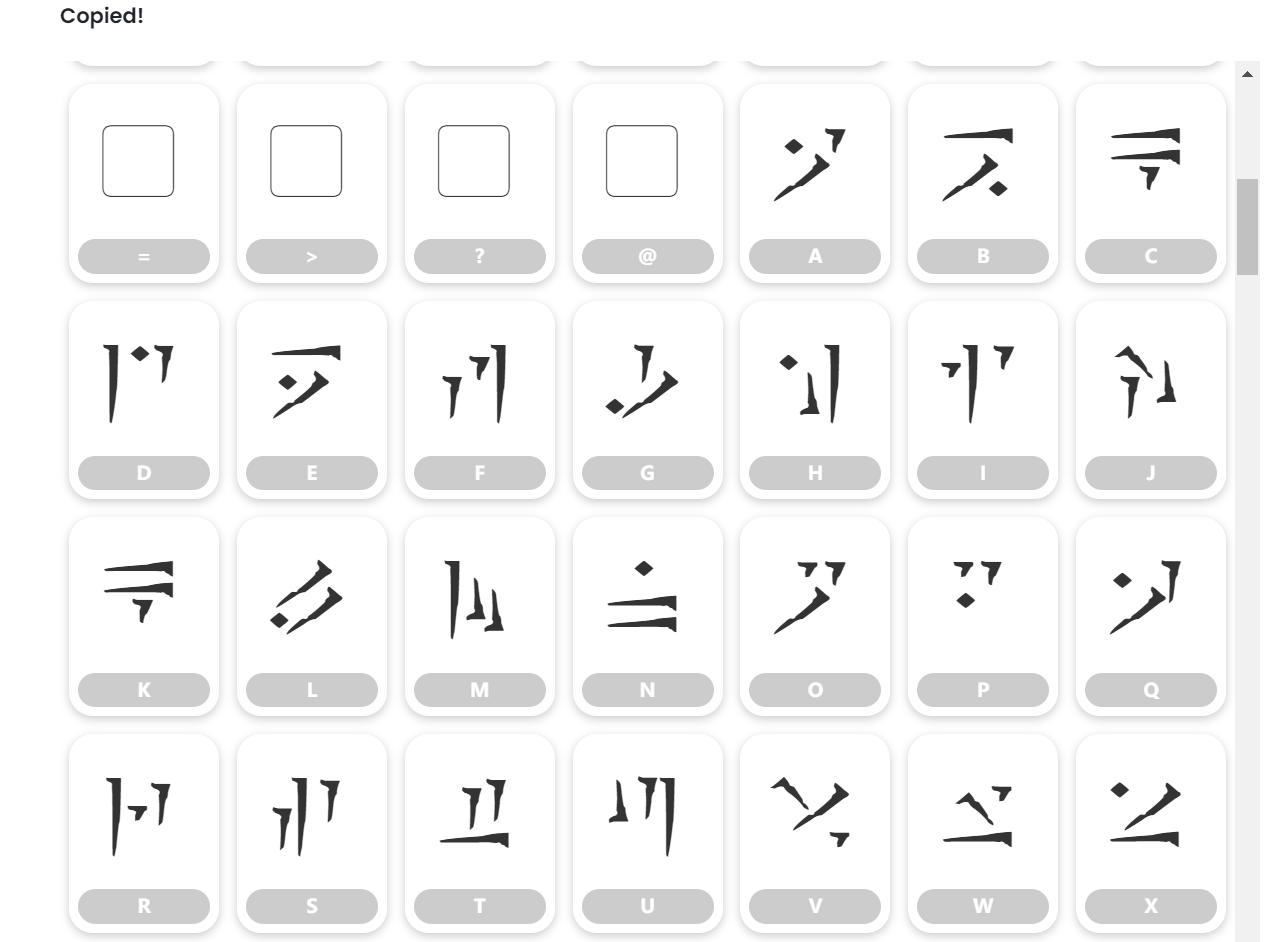 Copied!
= > ? @ A B C
D E F G H I J
K L M N O P Q
R S T U V W X